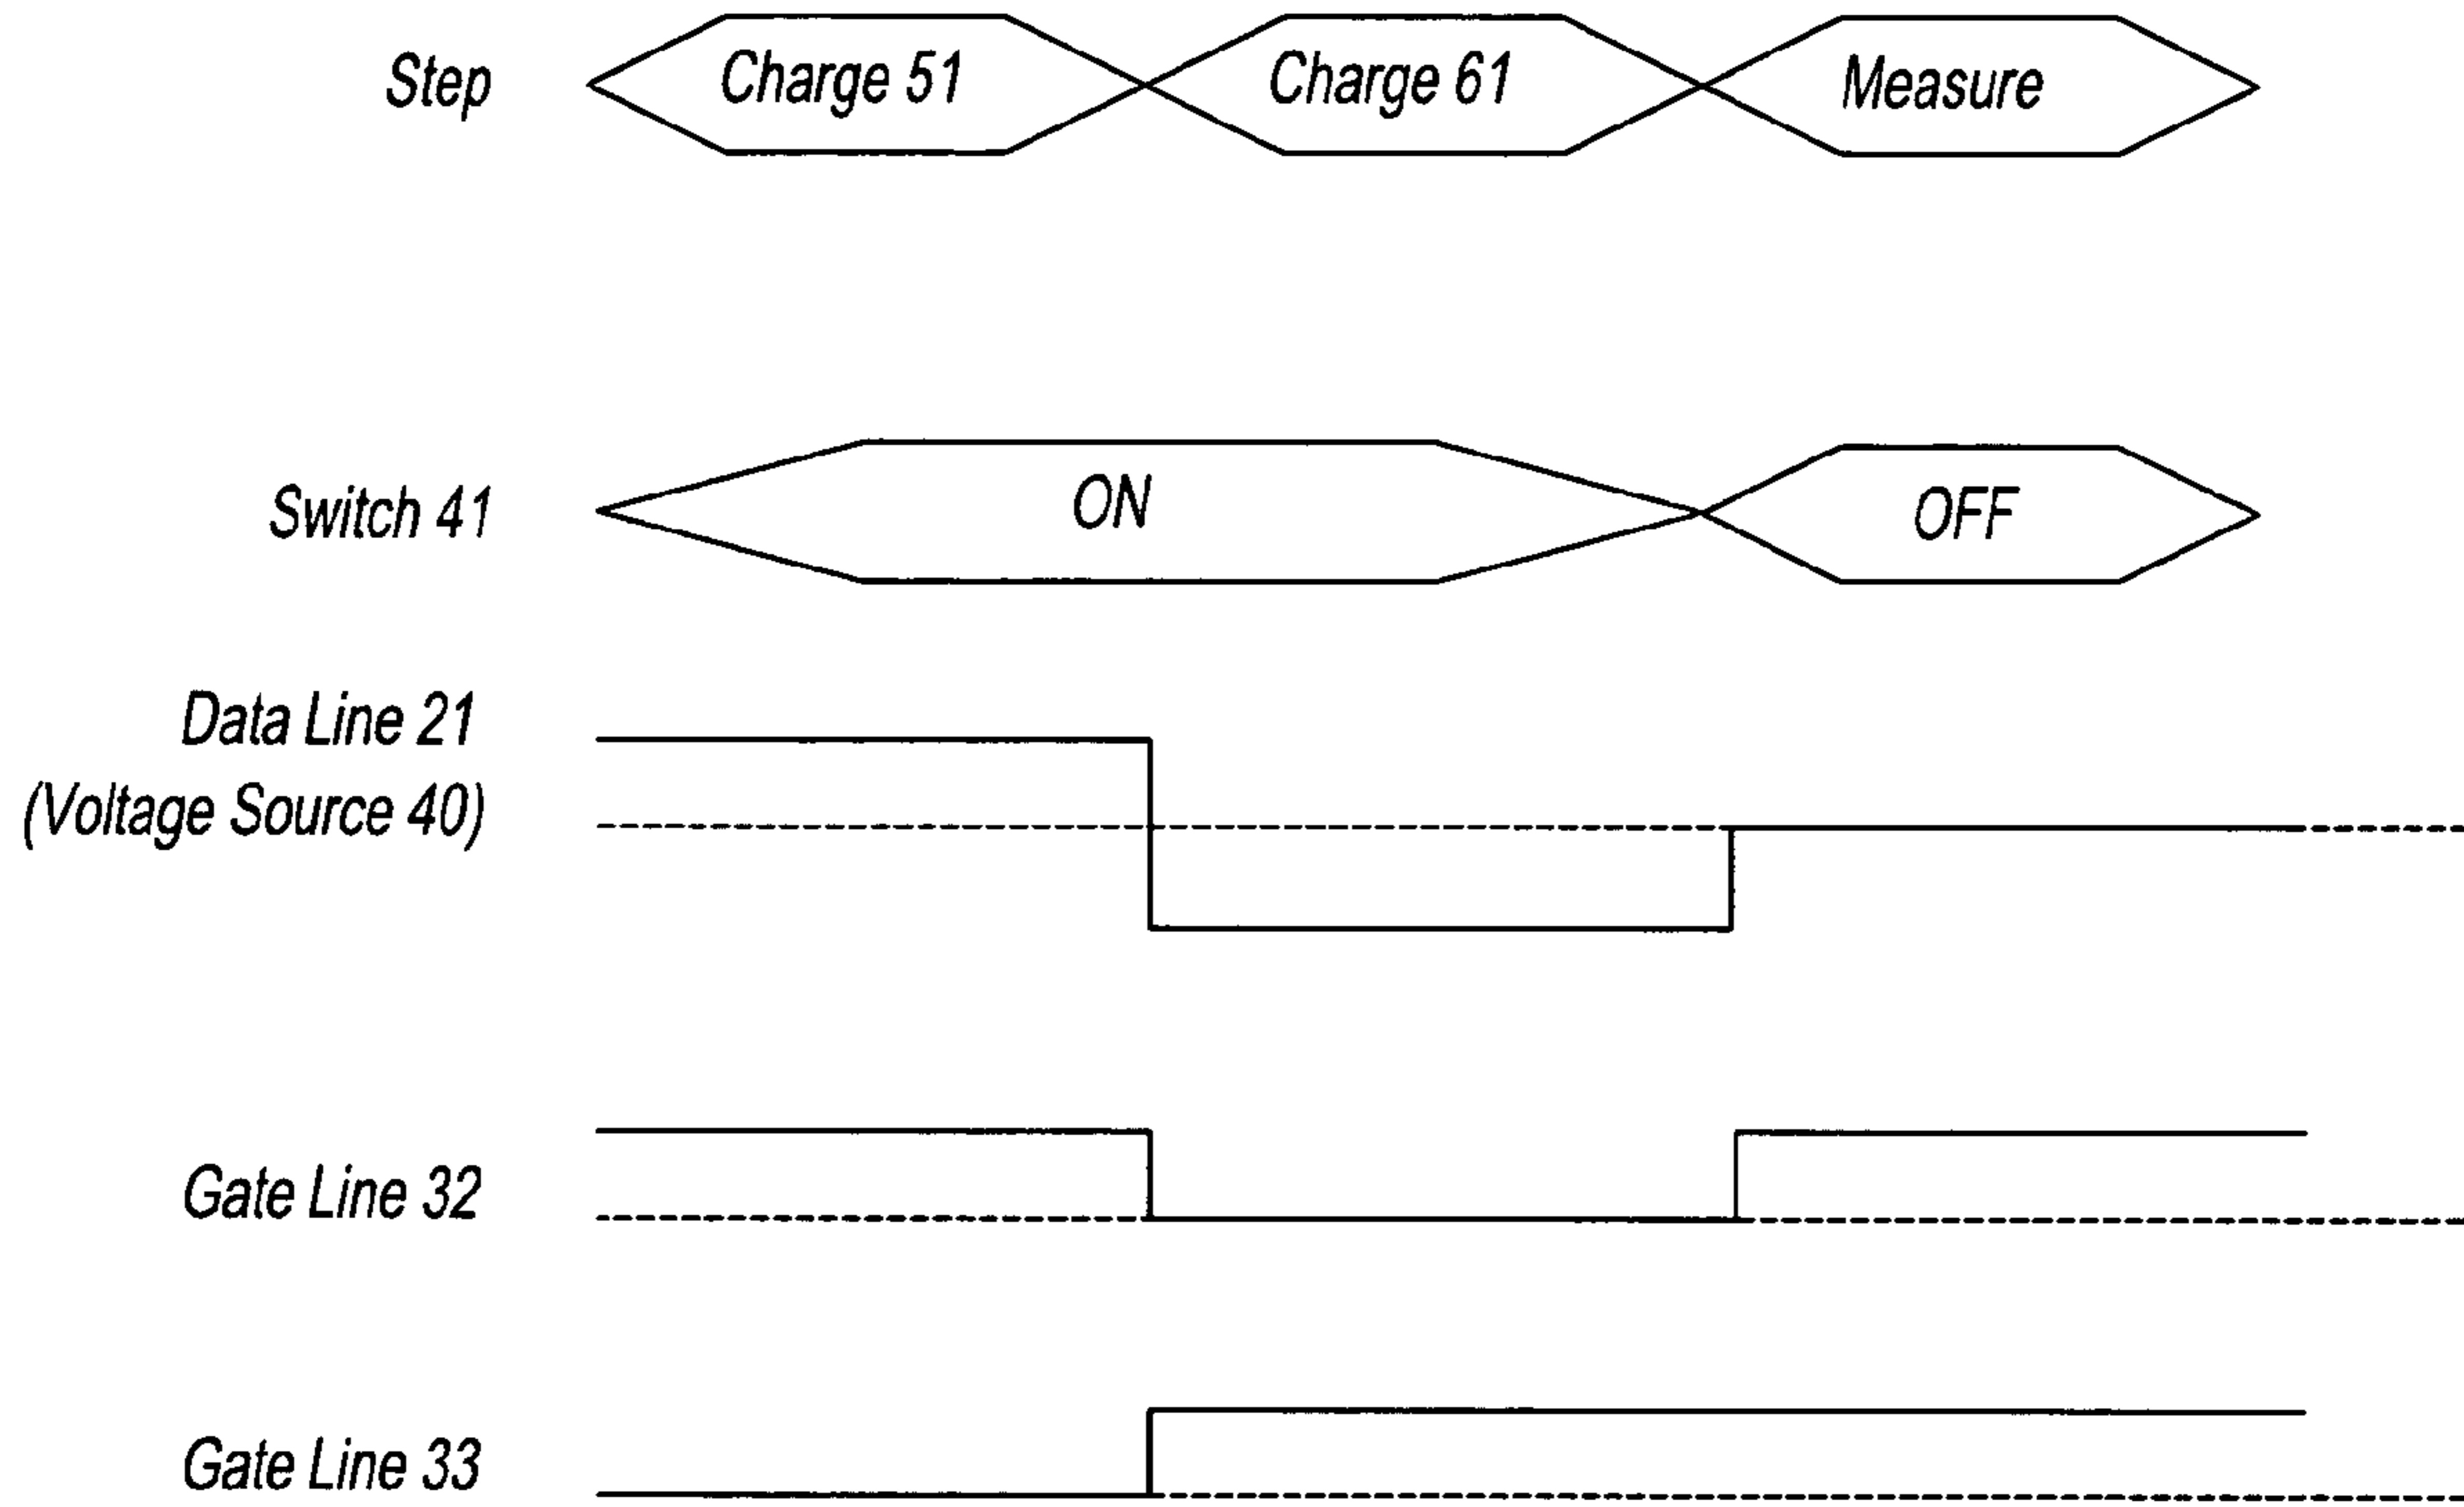 Step
Charge 51
Charge 61
Measure
Switch 41
ON
OFF
Data Line 21
(Voltage Source 40)
Gate Line 32
Gate Line 33